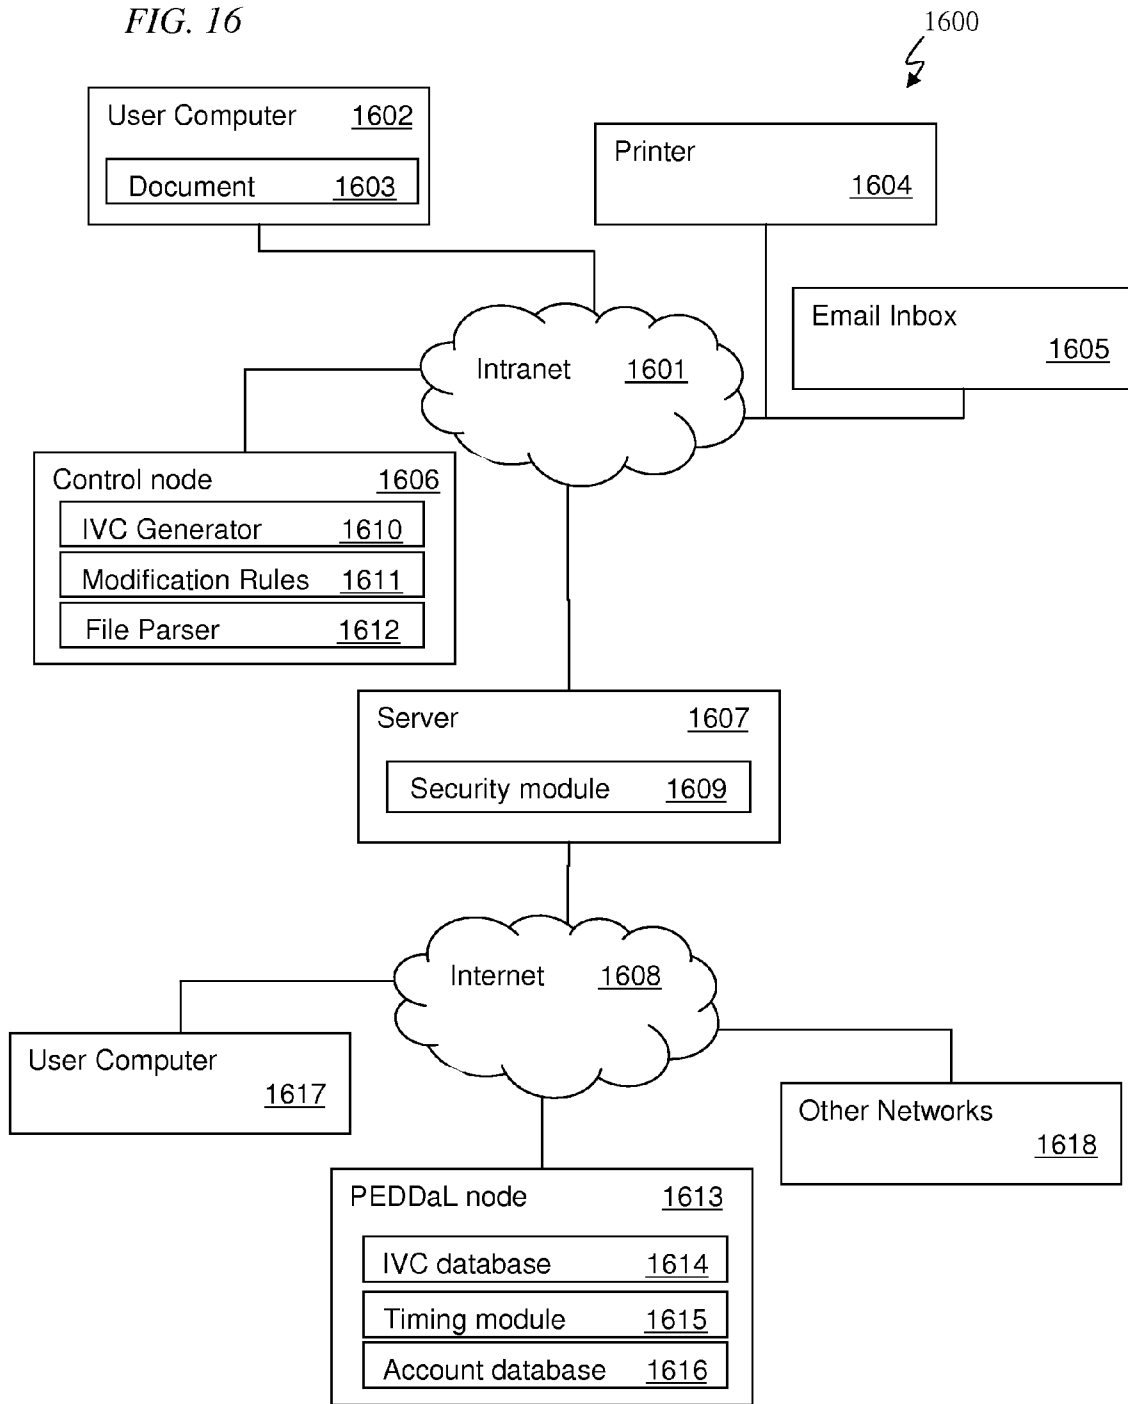 FIG. 16
1600
User Computer 1602
Document 1603
Printer
1604
Email Inbox
1605
Intranet 1601
Control node 1606
IVC Generator 1610
Modification Rules 1611
File Parser 1612
Server 1607
Security module 1609
Internet 1608
User Computer
1617
Other Networks
1618
PEDDaL node 1613
IVC database 1614
Timing module 1615
Account database 1616